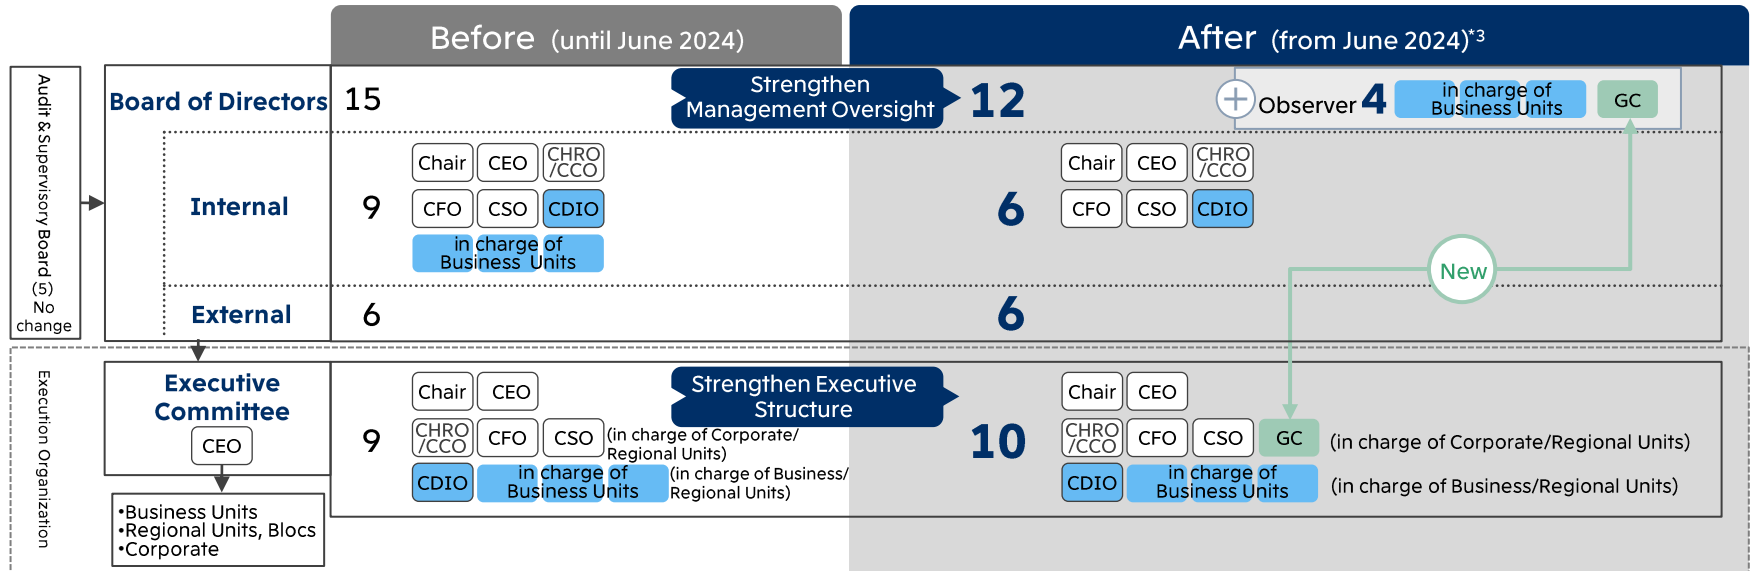 Before (until June 2024)
After (from June 2024)*3
Audit & Supervisory Board
(5)
No
change
Board of Directors
15
Strengthen
Management Oversight
12
+
Observer 4
in charge of
Business Units
GC
Internal
9
Chair
CEO
CHRO
/CCO
CFO
CSO
CDIO
in charge of
Business Units
6
Chair
CEO
CHRO
/CCO
CFO
CSO
CDIO
New
External
6
6
Execution Organization
Executive
Committee
CEO
•Business Units
•Regional Units, Blocs
•Corporate
9
Chair
CEO
CHRO
/CCO
CFO
CSO
(in charge of Corporate/
Regional Units)
CDIO
in charge of
Business Units
(in charge of Business/
Regional Units)
Strengthen Executive
Structure
10
Chair
CEO
CHRO
/CCO
CFO
CSO
GC
(in charge of Corporate/Regional Units)
CDIO
in charge of
Business Units
(in charge of Business/Regional Units)